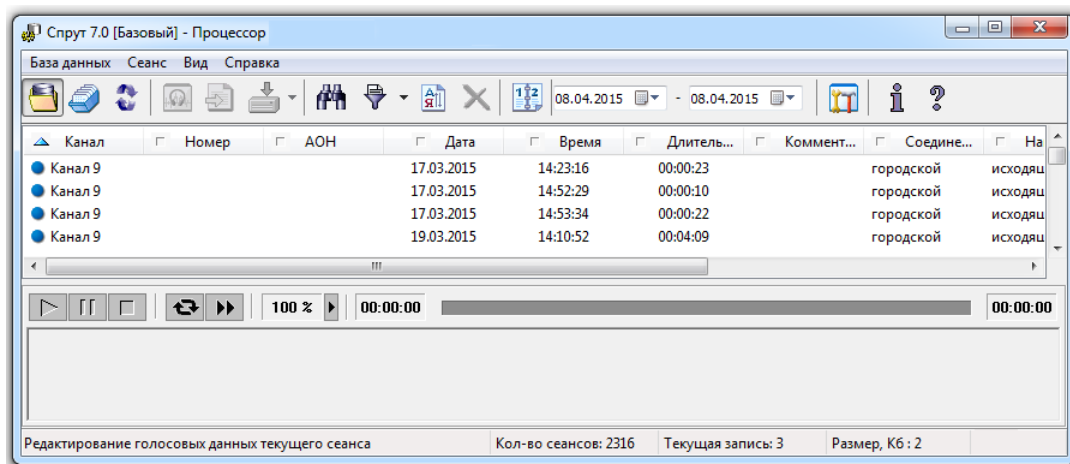 Спрут 7.0 [Базовый] - Процессор
База данных Сеанс Вид Справка
08.04.2015 - 08.04.2015
Канал Номер АОН Дата Время Длитель... Коммент... Соедине... На
Канал 9 17.03.2015 14:23:16 00:00:23 городской исходящ
Канал 9 17.03.2015 14:52:29 00:00:10 городской исходящ
Канал 9 17.03.2015 14:53:34 00:00:22 городской исходящ
Канал 9 19.03.2015 14:10:52 00:04:09 городской исходящ
100 % 00:00:00 00:00:00
Редактирование голосовых данных текущего сеанса Кол-во сеансов: 2316 Текущая запись: 3 Размер, Кб : 2